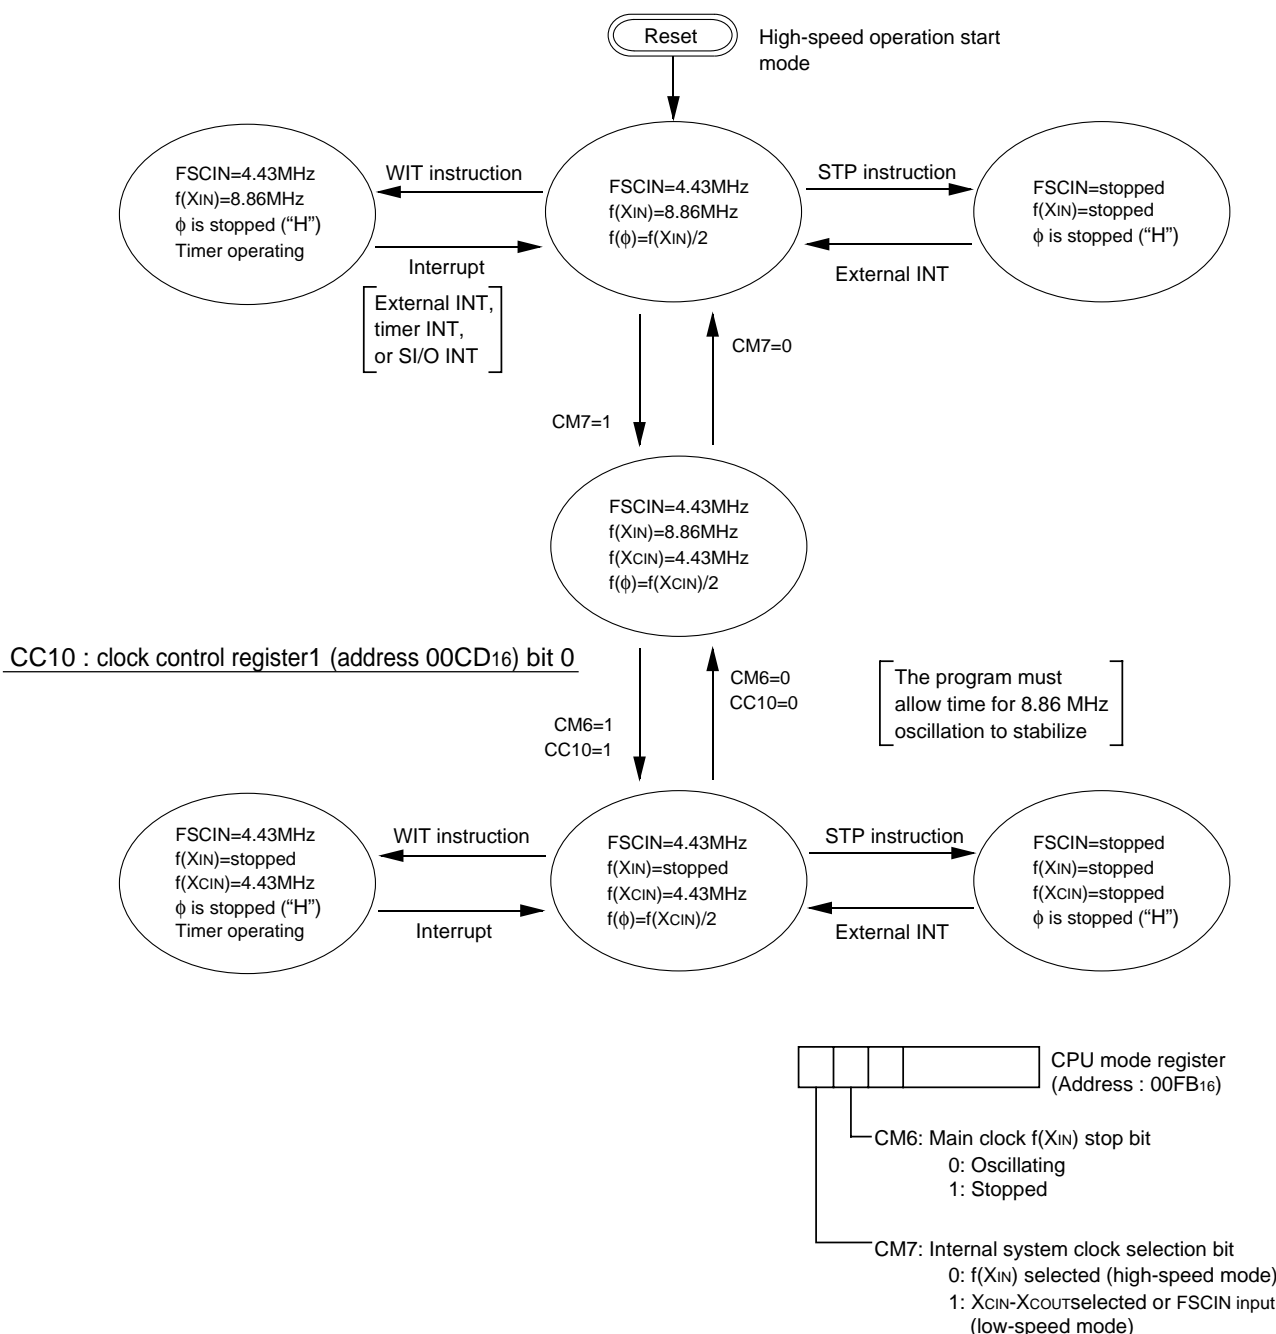 Reset
High-speed operation start
mode
FSCIN=4.43MHz
f(XIN)=8.86MHz
ϕ is stopped (“H”)
Timer operating
WIT instruction
Interrupt
External INT,
timer INT,
or SI/O INT
FSCIN=4.43MHz
f(XIN)=8.86MHz
f(ϕ)=f(XIN)/2
STP instruction
External INT
FSCIN=stopped
f(XIN)=stopped
ϕ is stopped (“H”)
CM7=0
CM7=1
FSCIN=4.43MHz
f(XIN)=8.86MHz
f(XCIN)=4.43MHz
f(ϕ)=f(XCIN)/2
CC10 : clock control register1 (address 00CD16) bit 0
CM6=0
CC10=0
CM6=1
CC10=1
The program must
allow time for 8.86 MHz
oscillation to stabilize
FSCIN=4.43MHz
f(XIN)=stopped
f(XCIN)=4.43MHz
ϕ is stopped (“H”)
Timer operating
WIT instruction
Interrupt
FSCIN=4.43MHz
f(XIN)=stopped
f(XCIN)=4.43MHz
f(ϕ)=f(XCIN)/2
STP instruction
External INT
FSCIN=stopped
f(XIN)=stopped
f(XCIN)=stopped
ϕ is stopped (“H”)
CPU mode register
(Address : 00FB16)
CM6: Main clock f(XIN) stop bit
0: Oscillating
1: Stopped
CM7: Internal system clock selection bit
0: f(XIN) selected (high-speed mode)
1: XCIN-XCOUTselected or FSCIN input
(low-speed mode)